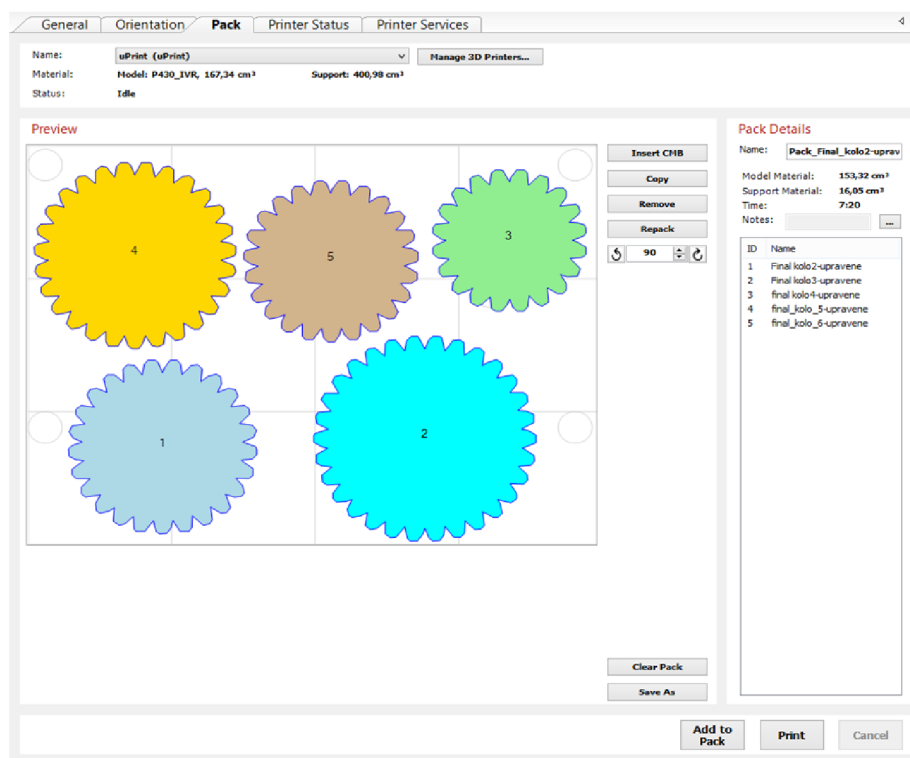 General Orientation Pack Printer Status Printer Services
Name: uPrint (uPrint) Manage 3D Printers...
Material: Model: P430_IVR, 167,34 cm³ Support: 400,98 cm³
Status: Idle
Preview
4
5
3
1
2
Insert CMB
Copy
Remove
Repack
90
Clear Pack
Save As
Pack Details
Name: Pack_Final_kolo2-uprav
Model Material: 153,32 cm³
Support Material: 16,05 cm³
Time: 7:20
Notes: ...
ID Name
1 Final kolo2-upravene
2 Final kolo3-upravene
3 final kolo4-upravene
4 final_kolo_5-upravene
5 final_kolo_6-upravene
Add to
Pack
Print
Cancel